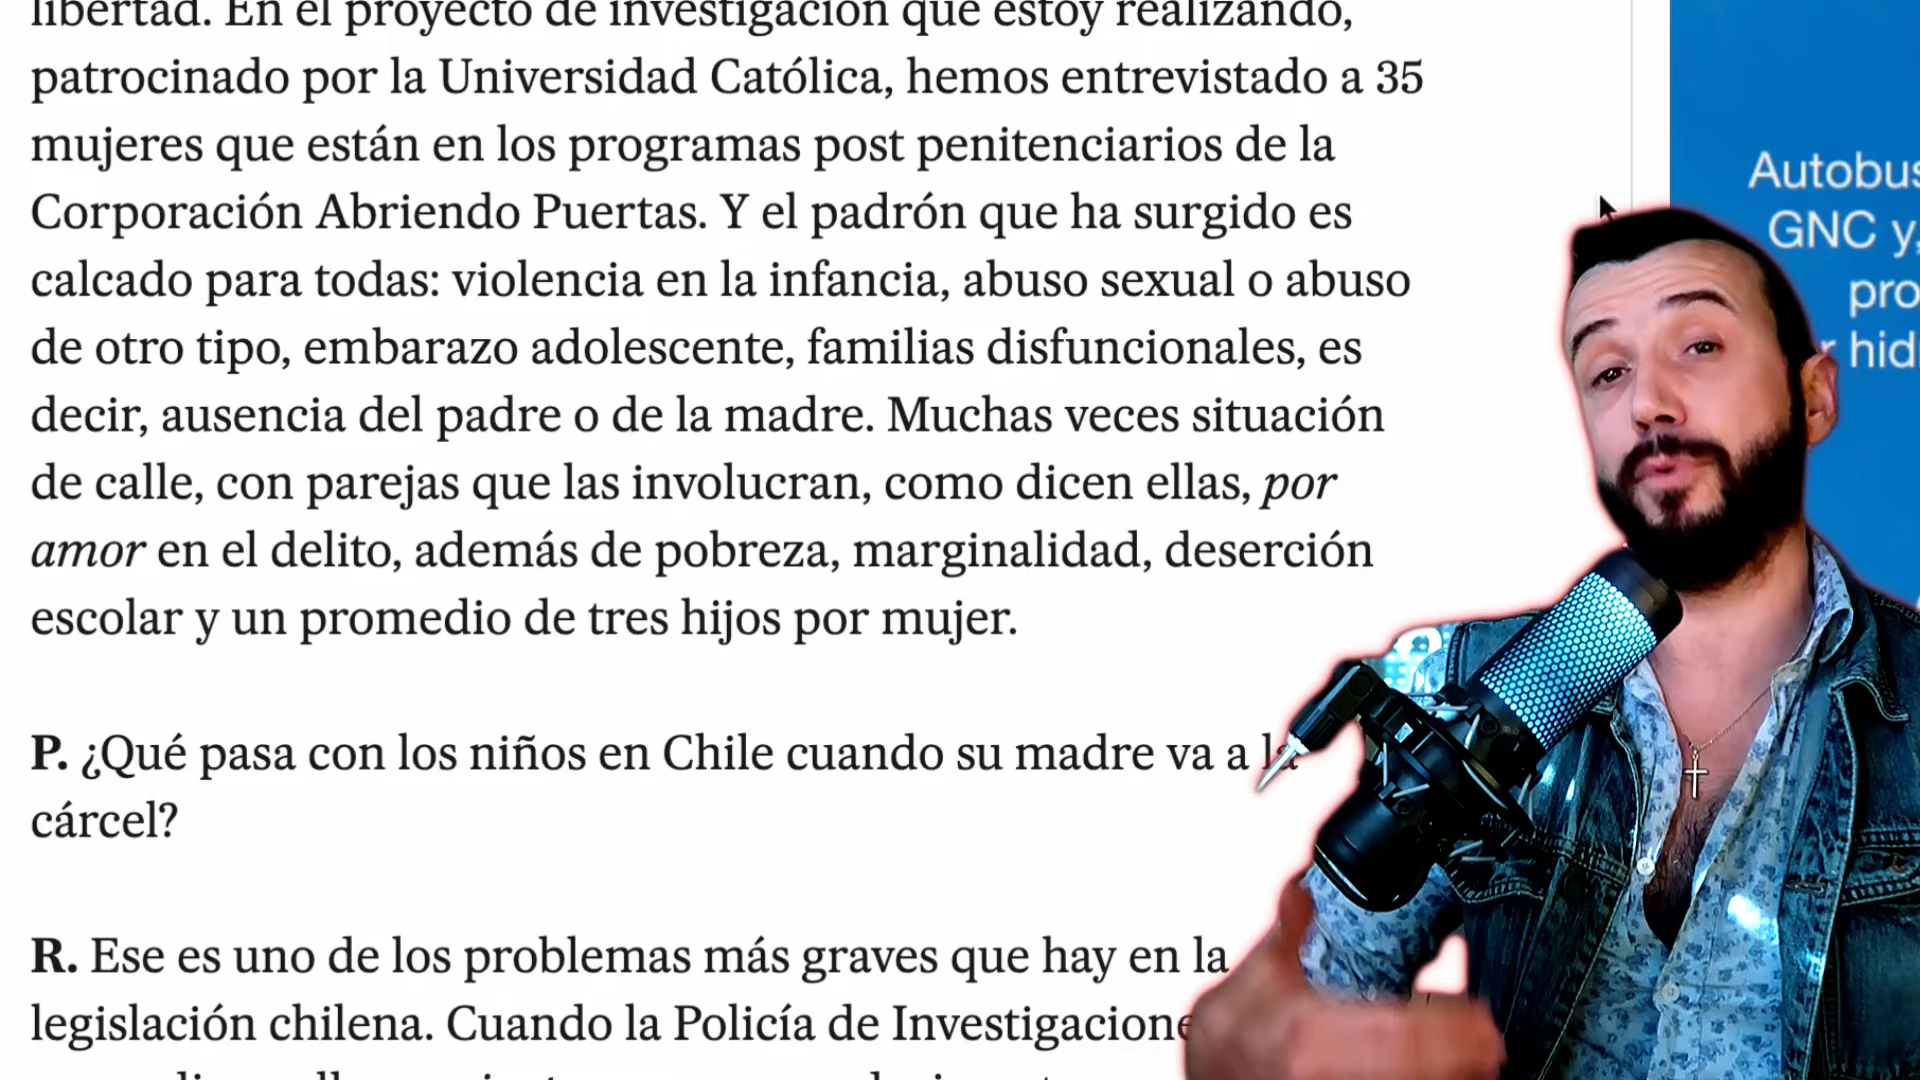 libertad. En el proyecto de investigación que estoy realizando,
patrocinado por la Universidad Católica, hemos entrevistado a 35
mujeres que están en los programas post penitenciarios de la
Corporación Abriendo Puertas. Y el padrón que ha surgido es
calcado para todas: violencia en la infancia, abuso sexual o abuso
de otro tipo, embarazo adolescente, familias disfuncionales, es
decir, ausencia del padre o de la madre. Muchas veces situación
de calle, con parejas que las involucran, como dicen ellas, por
amor en el delito, además de pobreza, marginalidad, deserción
escolar y un promedio de tres hijos por mujer.
P. ¿Qué pasa con los niños en Chile cuando su madre va a la
cárcel?
R. Ese es uno de los problemas más graves que hay en la
legislación chilena. Cuando la Policía de Investigacione
Autobus
GNC y,
pro
r hid